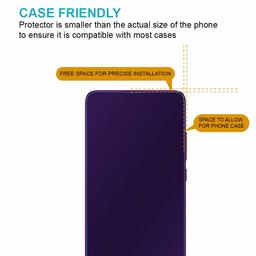 CASE FRIENDLY
Protector is smaller than the actual size of the phone
to ensure it is compatible with most cases
FREE SPACE FOR PRECISE INSTALLATION
SPACE TO ALLOW
FOR PHONE CASE